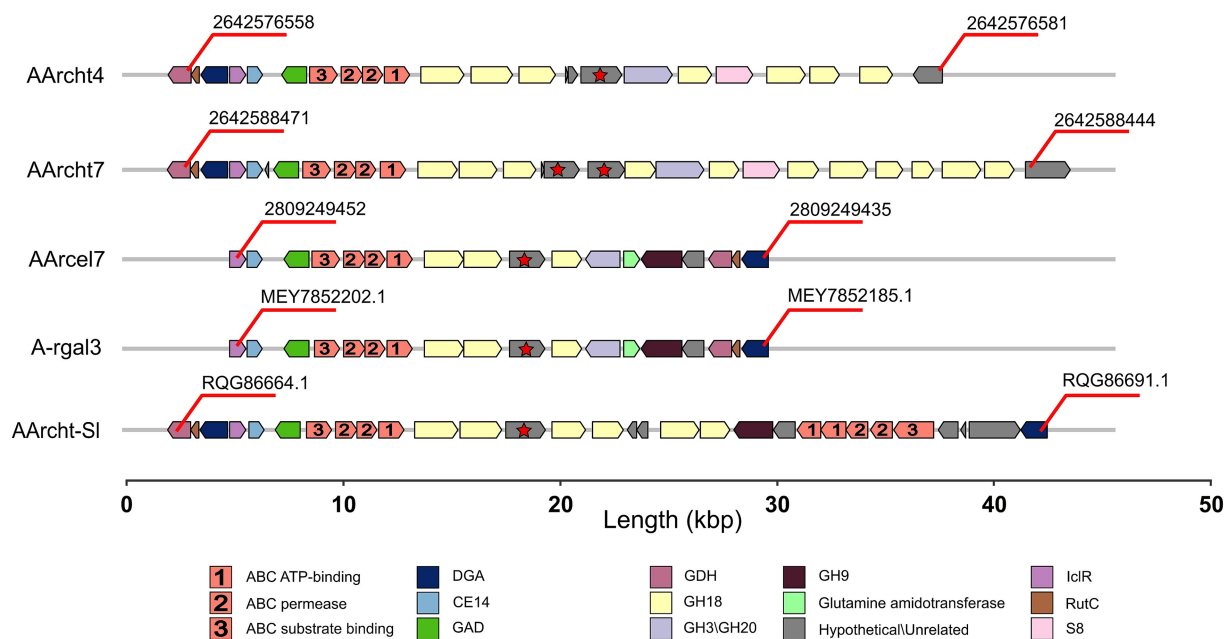 2642576558 2642576581
AArcht4 3 2 2 1
2642588471 2642588444
AArcht7 3 2 2 1
2809249452 2809249435
AArcel7 3 2 2 1
MEY7852202.1 MEY7852185.1
A-rgal3 3 2 2 1
RQG86664.1 RQG86691.1
AArcht-Sl 3 2 2 1 1 1 2 2 3
0 10 20 30 40 50
Length (kbp)
1 ABC ATP-binding DGA GDH GH9 IclR
2 ABC permease CE14 GH18 Glutamine amidotransferase RutC
3 ABC substrate binding GAD GH3\GH20 Hypothetical\Unrelated S8